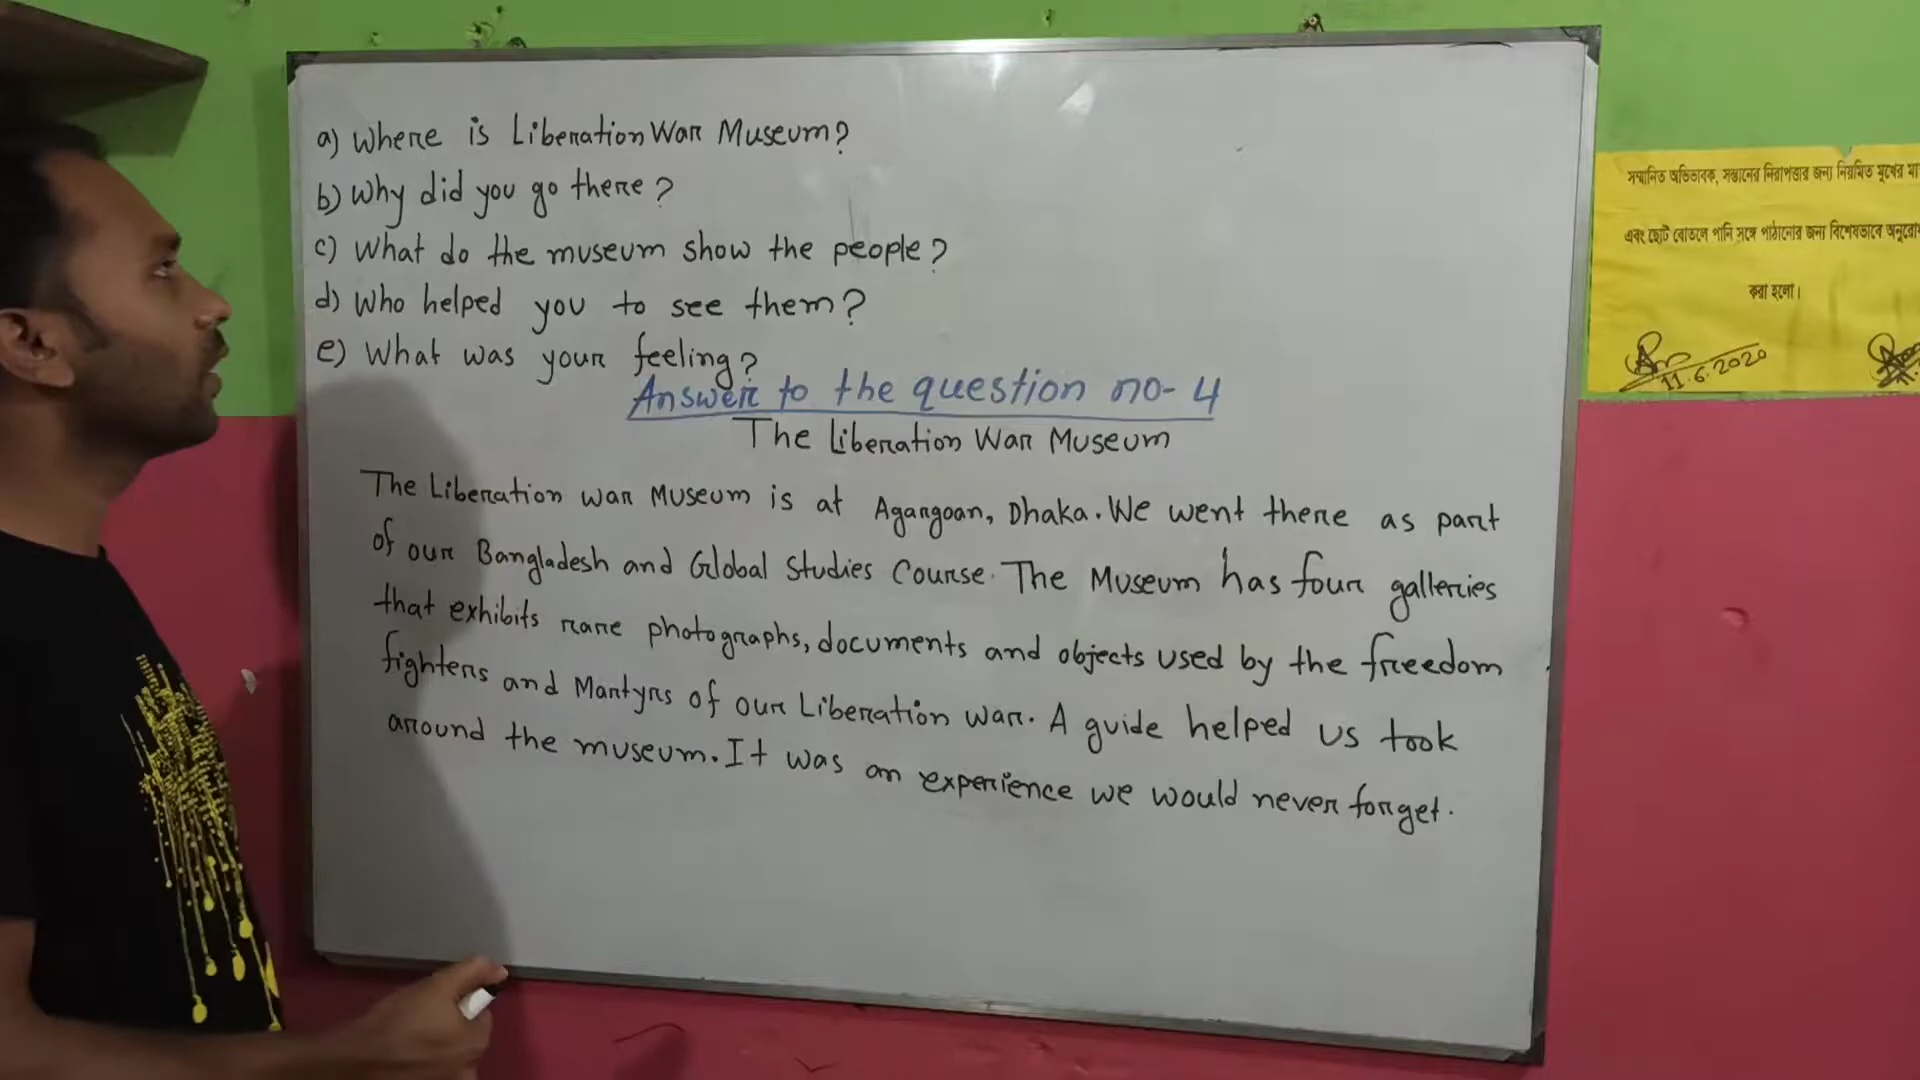 a) Where is Liberation War Museum?
b) Why did you go there?
c) What do the museum show the people?
d) Who helped you to see them?
e) What was your feeling?
Answer to the question no- 4
The Liberation War Museum
The Liberation war Museum is at Agargoan, Dhaka. We went there as part
of our Bangladesh and Global Studies Course. The Museum has four galleries
that exhibits rare photographs, documents and objects used by the freedom
fighters and Martyrs of our Liberation war. A guide helped us took
around the museum. It was an experience we would never forget.
সম্মানিত অভিভাবক, সন্তানের নিরাপত্তার জন্য নিয়মিত মুখের
এবং ছোট বোতলে পানি সঙ্গে পাঠানোর জন্য বিশেষভাবে
করা হলো।
11.6.2020